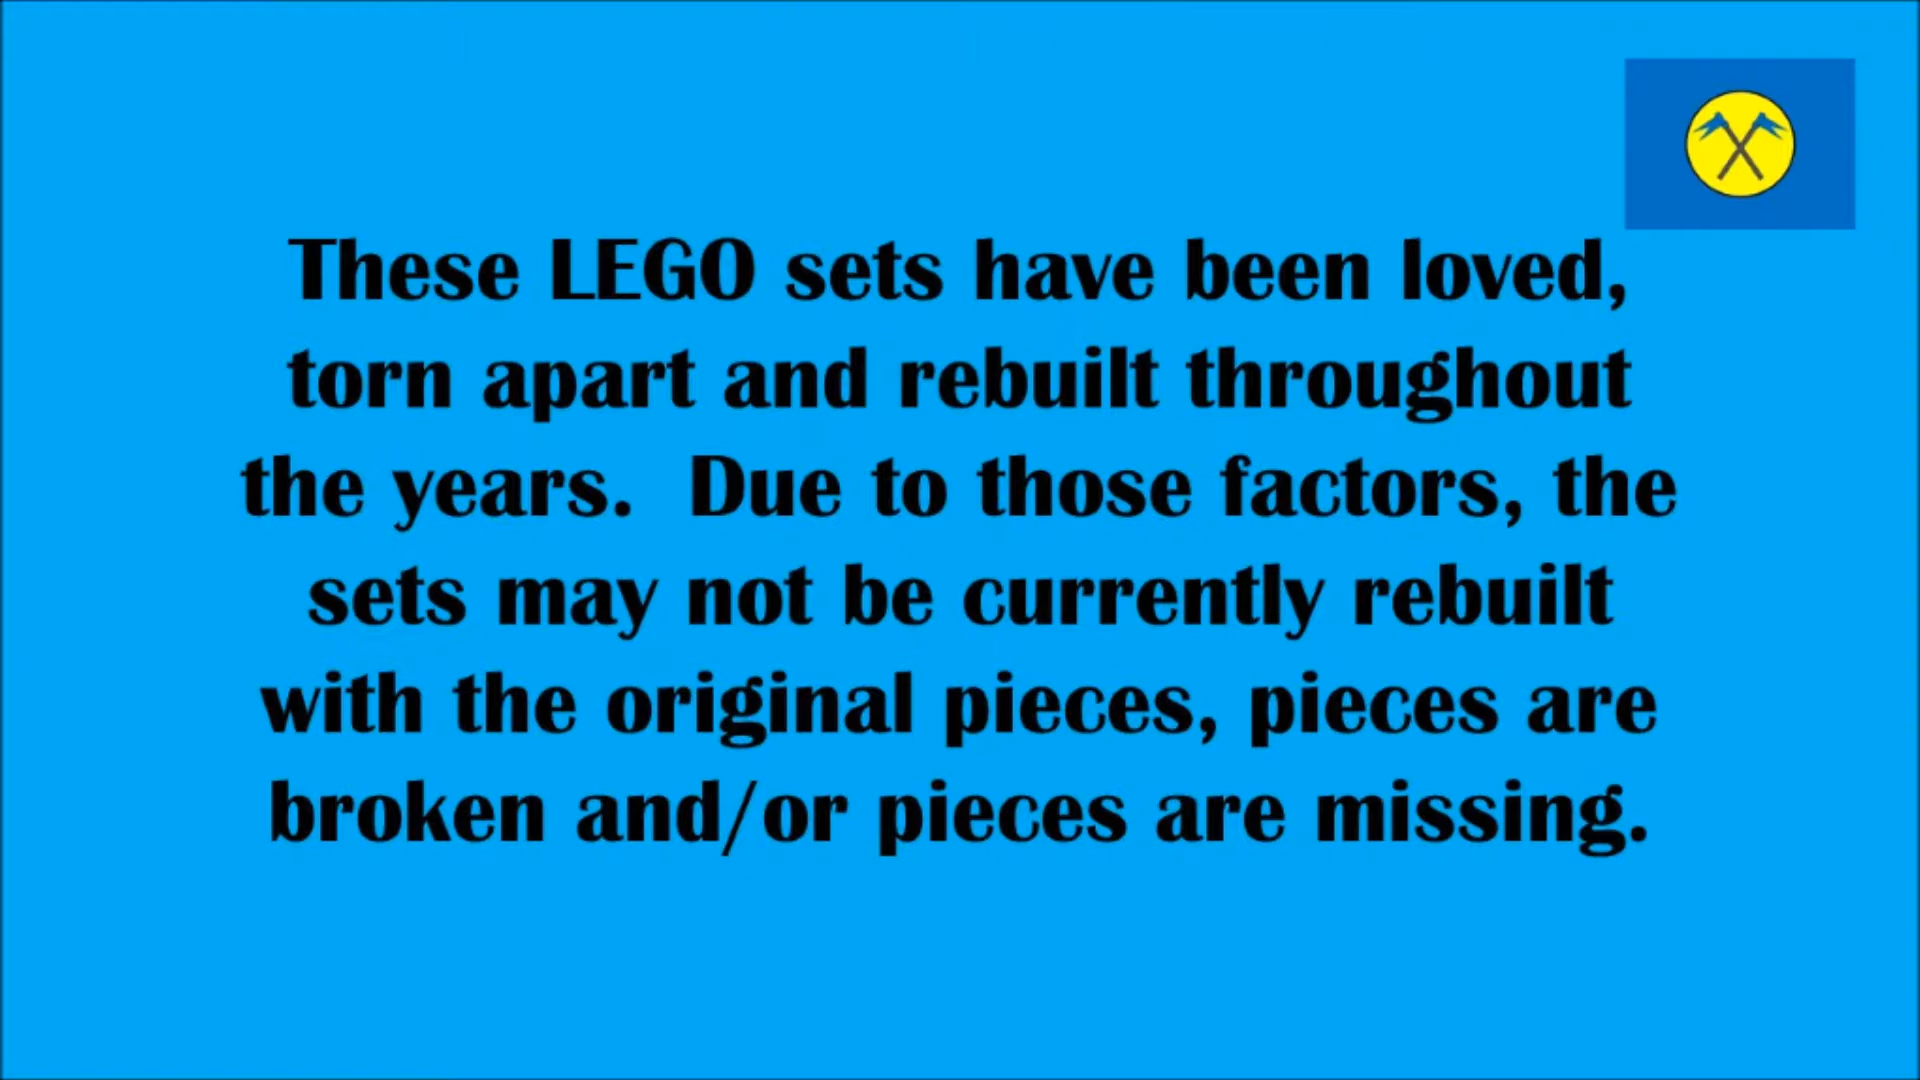 These LEGO sets have been loved,
torn apart and rebuilt throughout
the years.  Due to those factors, the
sets may not be currently rebuilt
with the original pieces, pieces are
broken and/or pieces are missing.